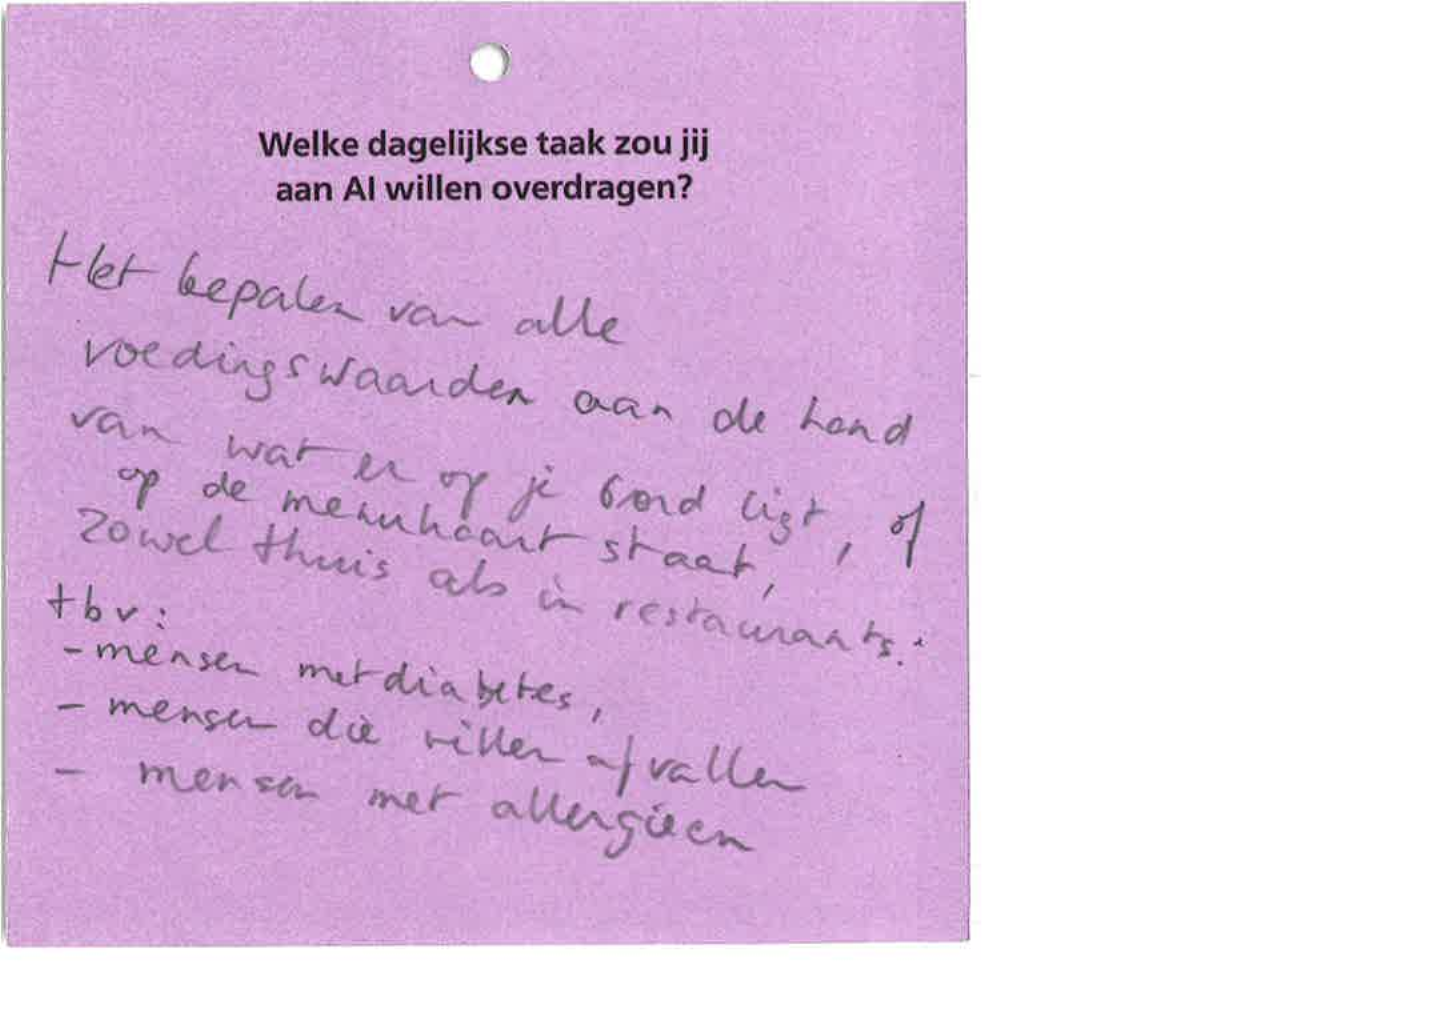 Welke dagelijkse taak zou jij
aan AI willen overdragen?
Het bepalen van alle
voedingswaarden aan de hand
van wat er op je bord ligt, of
op de menukaart staat,
zowel thuis als in restaurants.
tbv:
- mensen met diabetes,
- mensen die willen afvallen
- mensen met allergieën